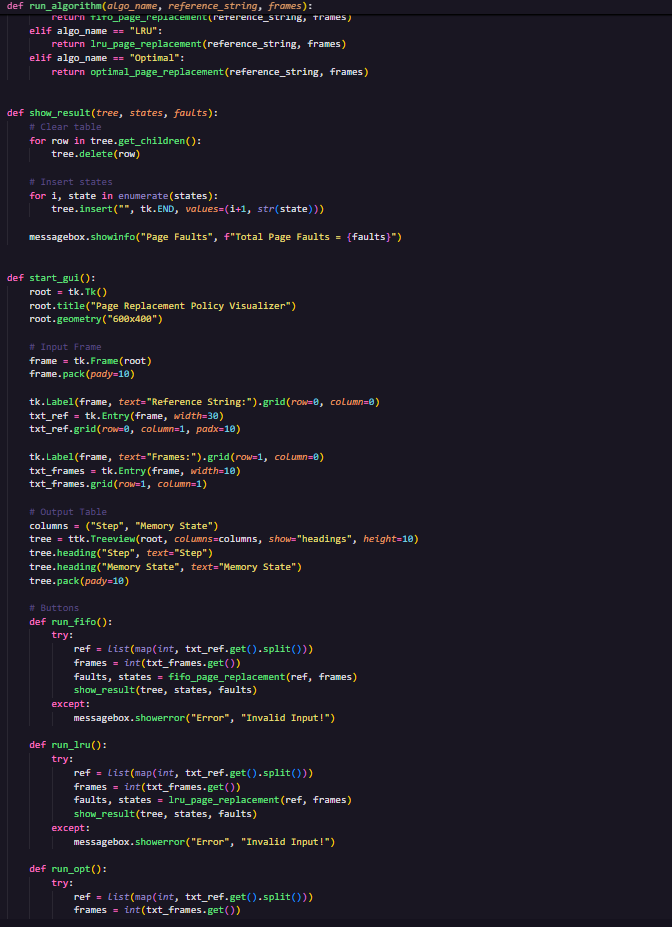 def run_algorithm(algo_name, reference_string, frames):
        return fifo_page_replacement(reference_string, frames)
    elif algo_name == "LRU":
        return lru_page_replacement(reference_string, frames)
    elif algo_name == "Optimal":
        return optimal_page_replacement(reference_string, frames)
def show_result(tree, states, faults):
    # Clear table
    for row in tree.get_children():
        tree.delete(row)
    # Insert states
    for i, state in enumerate(states):
        tree.insert("", tk.END, values=(i+1, str(state)))
    messagebox.showinfo("Page Faults", f"Total Page Faults = {faults}")
def start_gui():
    root = tk.Tk()
    root.title("Page Replacement Policy Visualizer")
    root.geometry("600x400")
    # Input Frame
    frame = tk.Frame(root)
    frame.pack(pady=10)
    tk.Label(frame, text="Reference String:").grid(row=0, column=0)
    txt_ref = tk.Entry(frame, width=30)
    txt_ref.grid(row=0, column=1, padx=10)
    tk.Label(frame, text="Frames:").grid(row=1, column=0)
    txt_frames = tk.Entry(frame, width=10)
    txt_frames.grid(row=1, column=1)
    # Output Table
    columns = ("Step", "Memory State")
    tree = ttk.Treeview(root, columns=columns, show="headings", height=10)
    tree.heading("Step", text="Step")
    tree.heading("Memory State", text="Memory State")
    tree.pack(pady=10)
    # Buttons
    def run_fifo():
        try:
            ref = list(map(int, txt_ref.get().split()))
            frames = int(txt_frames.get())
            faults, states = fifo_page_replacement(ref, frames)
            show_result(tree, states, faults)
        except:
            messagebox.showerror("Error", "Invalid Input!")
    def run_lru():
        try:
            ref = list(map(int, txt_ref.get().split()))
            frames = int(txt_frames.get())
            faults, states = lru_page_replacement(ref, frames)
            show_result(tree, states, faults)
        except:
            messagebox.showerror("Error", "Invalid Input!")
    def run_opt():
        try:
            ref = list(map(int, txt_ref.get().split()))
            frames = int(txt_frames.get())